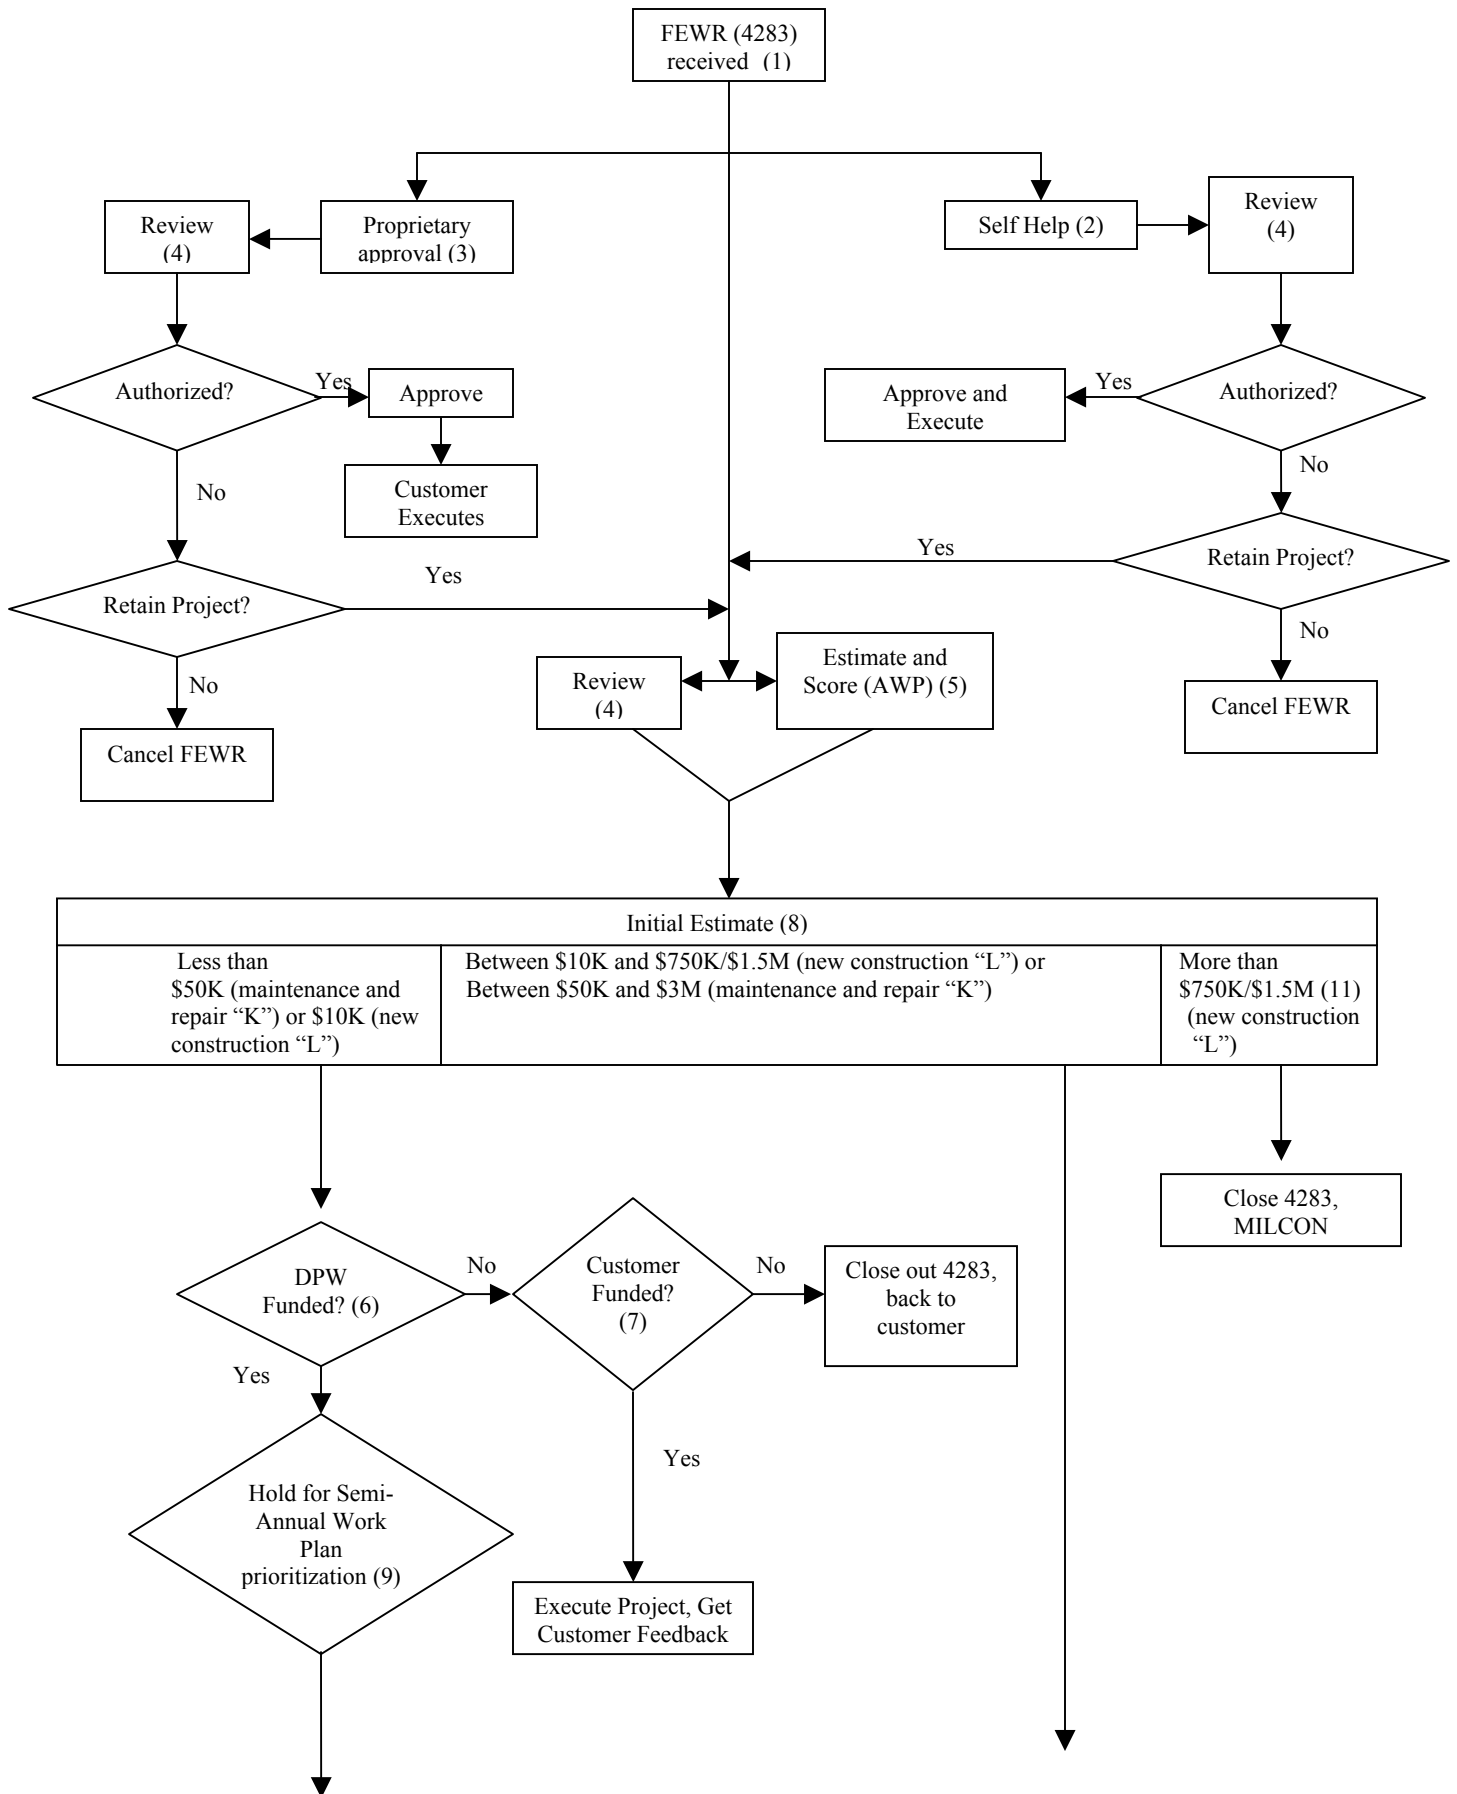 FEWR (4283)
received (1)
Review
(4)
Proprietary
approval (3)
Self Help (2)
Review
(4)
Authorized?
Yes
Approve
Approve and
Execute
Yes
Authorized?
No
Customer
Executes
No
Yes
Retain Project?
Yes
Retain Project?
No
Review
(4)
Estimate and
Score (AWP) (5)
No
Cancel FEWR
Cancel FEWR
Initial Estimate (8)
Less than
$50K (maintenance and
repair “K”) or $10K (new
construction “L”)
Between $10K and $750K/$1.5M (new construction “L”) or
Between $50K and $3M (maintenance and repair “K”)
More than
$750K/$1.5M (11)
(new construction
“L”)
Close 4283,
MILCON
DPW
Funded? (6)
No
Customer
Funded?
(7)
No
Close out 4283,
back to
customer
Yes
Yes
Hold for Semi-
Annual Work
Plan
prioritization (9)
Execute Project, Get
Customer Feedback